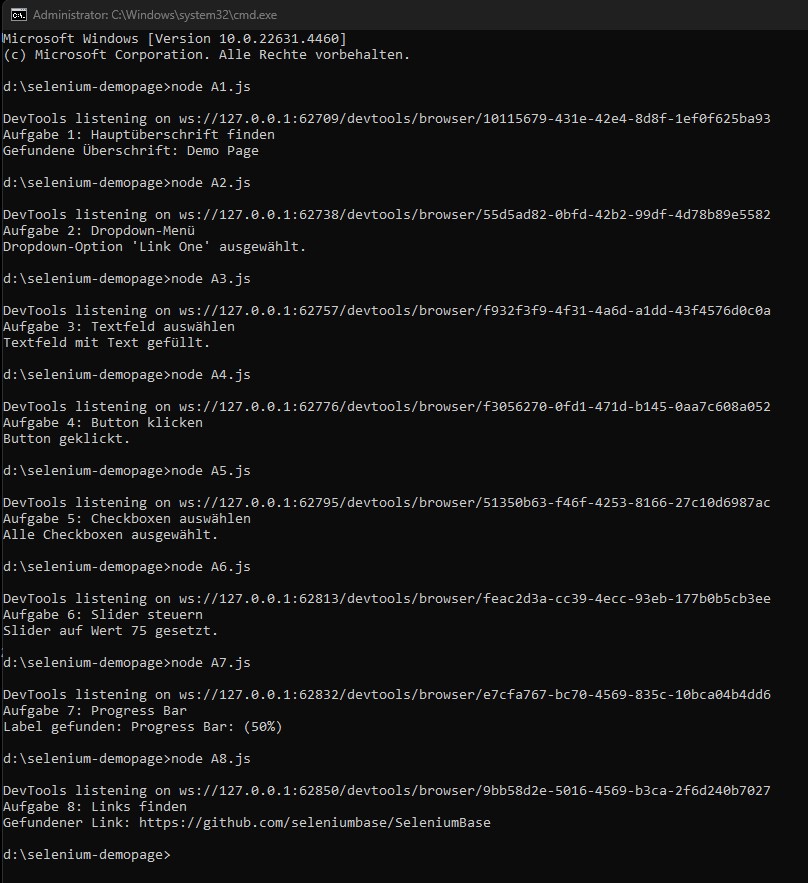 Administrator: C:\Windows\system32\cmd.exe
Microsoft Windows [Version 10.0.22631.4460]
(c) Microsoft Corporation. Alle Rechte vorbehalten.
d:\selenium-demopage>node A1.js
DevTools listening on ws://127.0.0.1:62709/devtools/browser/10115679-431e-42e4-8d8f-1ef0f625ba93
Aufgabe 1: Hauptüberschrift finden
Gefundene Überschrift: Demo Page
d:\selenium-demopage>node A2.js
DevTools listening on ws://127.0.0.1:62738/devtools/browser/55d5ad82-0bfd-42b2-99df-4d78b89e5582
Aufgabe 2: Dropdown-Menü
Dropdown-Option 'Link One' ausgewählt.
d:\selenium-demopage>node A3.js
DevTools listening on ws://127.0.0.1:62757/devtools/browser/f932f3f9-4f31-4a6d-a1dd-43f4576d0c0a
Aufgabe 3: Textfeld auswählen
Textfeld mit Text gefüllt.
d:\selenium-demopage>node A4.js
DevTools listening on ws://127.0.0.1:62776/devtools/browser/f3056270-0fd1-471d-b145-0aa7c608a052
Aufgabe 4: Button klicken
Button geklickt.
d:\selenium-demopage>node A5.js
DevTools listening on ws://127.0.0.1:62795/devtools/browser/51350b63-f46f-4253-8166-27c10d6987ac
Aufgabe 5: Checkboxen auswählen
Alle Checkboxen ausgewählt.
d:\selenium-demopage>node A6.js
DevTools listening on ws://127.0.0.1:62813/devtools/browser/feac2d3a-cc39-4ecc-93eb-177b0b5cb3ee
Aufgabe 6: Slider steuern
Slider auf Wert 75 gesetzt.
d:\selenium-demopage>node A7.js
DevTools listening on ws://127.0.0.1:62832/devtools/browser/e7cfa767-bc70-4569-835c-10bca04b4dd6
Aufgabe 7: Progress Bar
Label gefunden: Progress Bar: (50%)
d:\selenium-demopage>node A8.js
DevTools listening on ws://127.0.0.1:62850/devtools/browser/9bb58d2e-5016-4569-b3ca-2f6d240b7027
Aufgabe 8: Links finden
Gefundener Link: https://github.com/seleniumbase/SeleniumBase
d:\selenium-demopage>